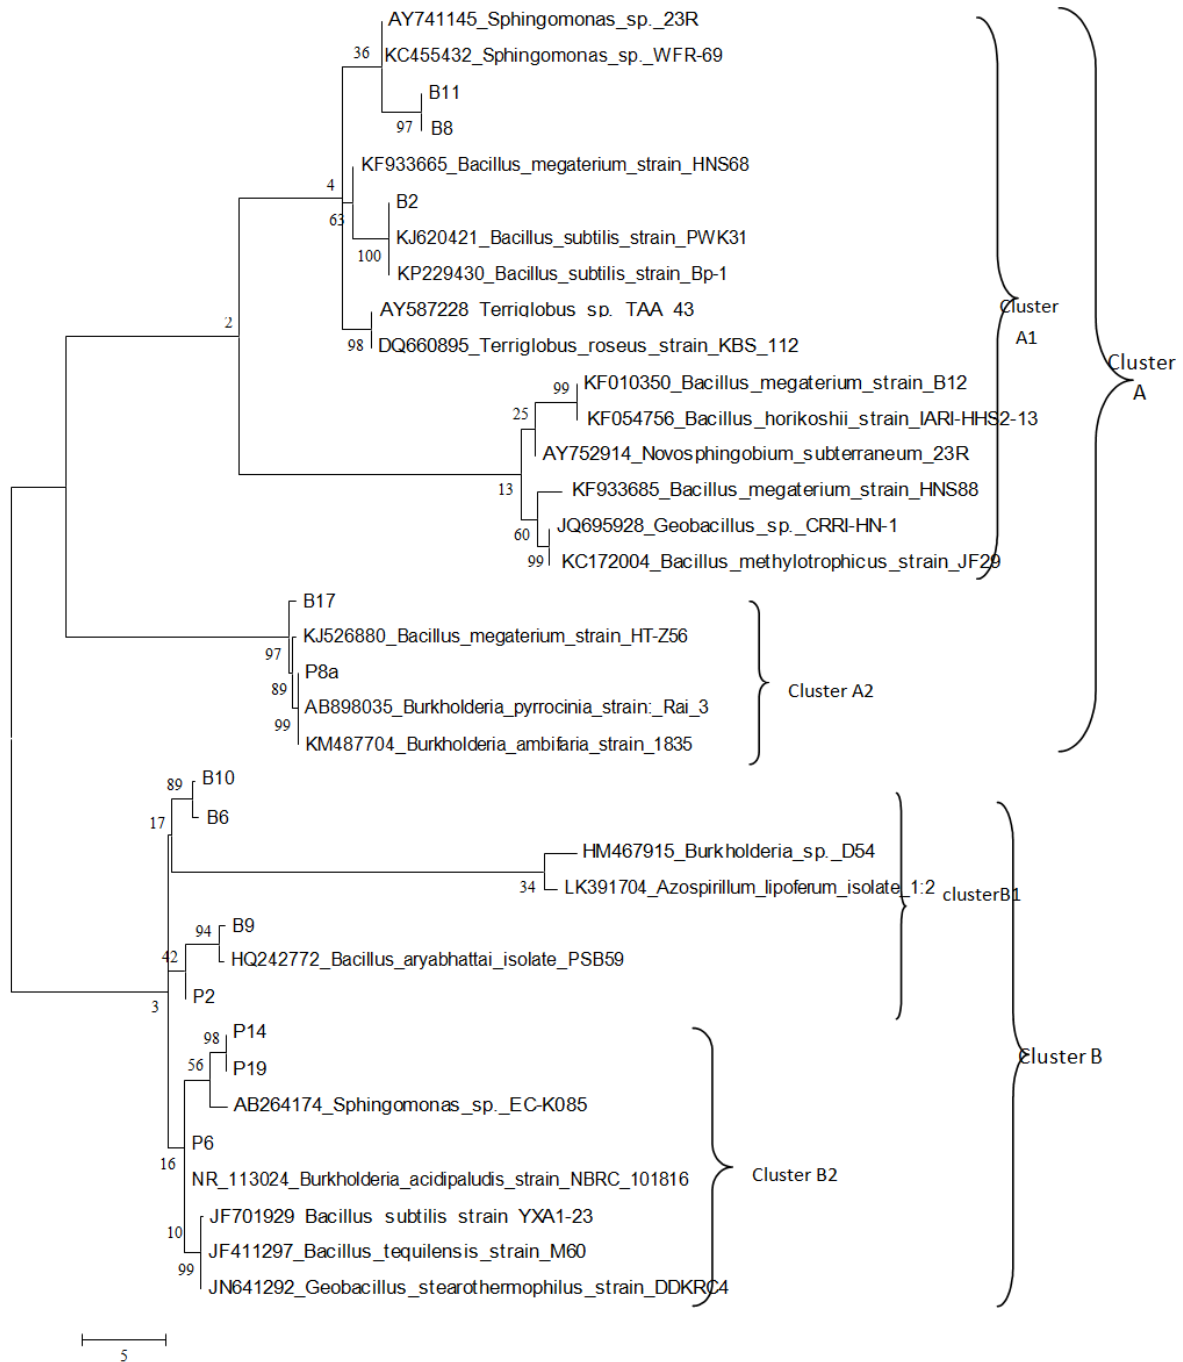 AY741145_Sphingomonas_sp._23R
36
KC455432_Sphingomonas_sp._WFR-69
B11
97
B8
KF933665_Bacillus_megaterium_strain_HNS68
4
B2
63
KJ620421_Bacillus_subtilis_strain_PWK31
100
KP229430_Bacillus_subtilis_strain_Bp-1
AY587228_Terriglobus_sp._TAA_43
Cluster
A1
2
98
DQ660895_Terriglobus_roseus_strain_KBS_112
Cluster
A
KF010350_Bacillus_megaterium_strain_B12
99
25
KF054756_Bacillus_horikoshii_strain_IARI-HHS2-13
AY752914_Novosphingobium_subterraneum_23R
13
KF933685_Bacillus_megaterium_strain_HNS88
JQ695928_Geobacillus_sp._CRRI-HN-1
60
99
KC172004_Bacillus_methylotrophicus_strain_JF29
B17
KJ526880_Bacillus_megaterium_strain_HT-Z56
97
P8a
89
Cluster A2
AB898035_Burkholderia_pyrrocinia_strain:_Rai_3
99
KM487704_Burkholderia_ambifaria_strain_1835
B10
89
B6
17
HM467915_Burkholderia_sp._D54
34
LK391704_Azospirillum_lipoferum_isolate_1:2
clusterB1
B9
94
42
HQ242772_Bacillus_aryabhattai_isolate_PSB59
P2
3
P14
98
P19
56
Cluster B
AB264174_Sphingomonas_sp._EC-K085
P6
16
NR_113024_Burkholderia_acidipaludis_strain_NBRC_101816
Cluster B2
JF701929_Bacillus_subtilis_strain_YXA1-23
10
JF411297_Bacillus_tequilensis_strain_M60
99
JN641292_Geobacillus_stearothermophilus_strain_DDKRC4
5